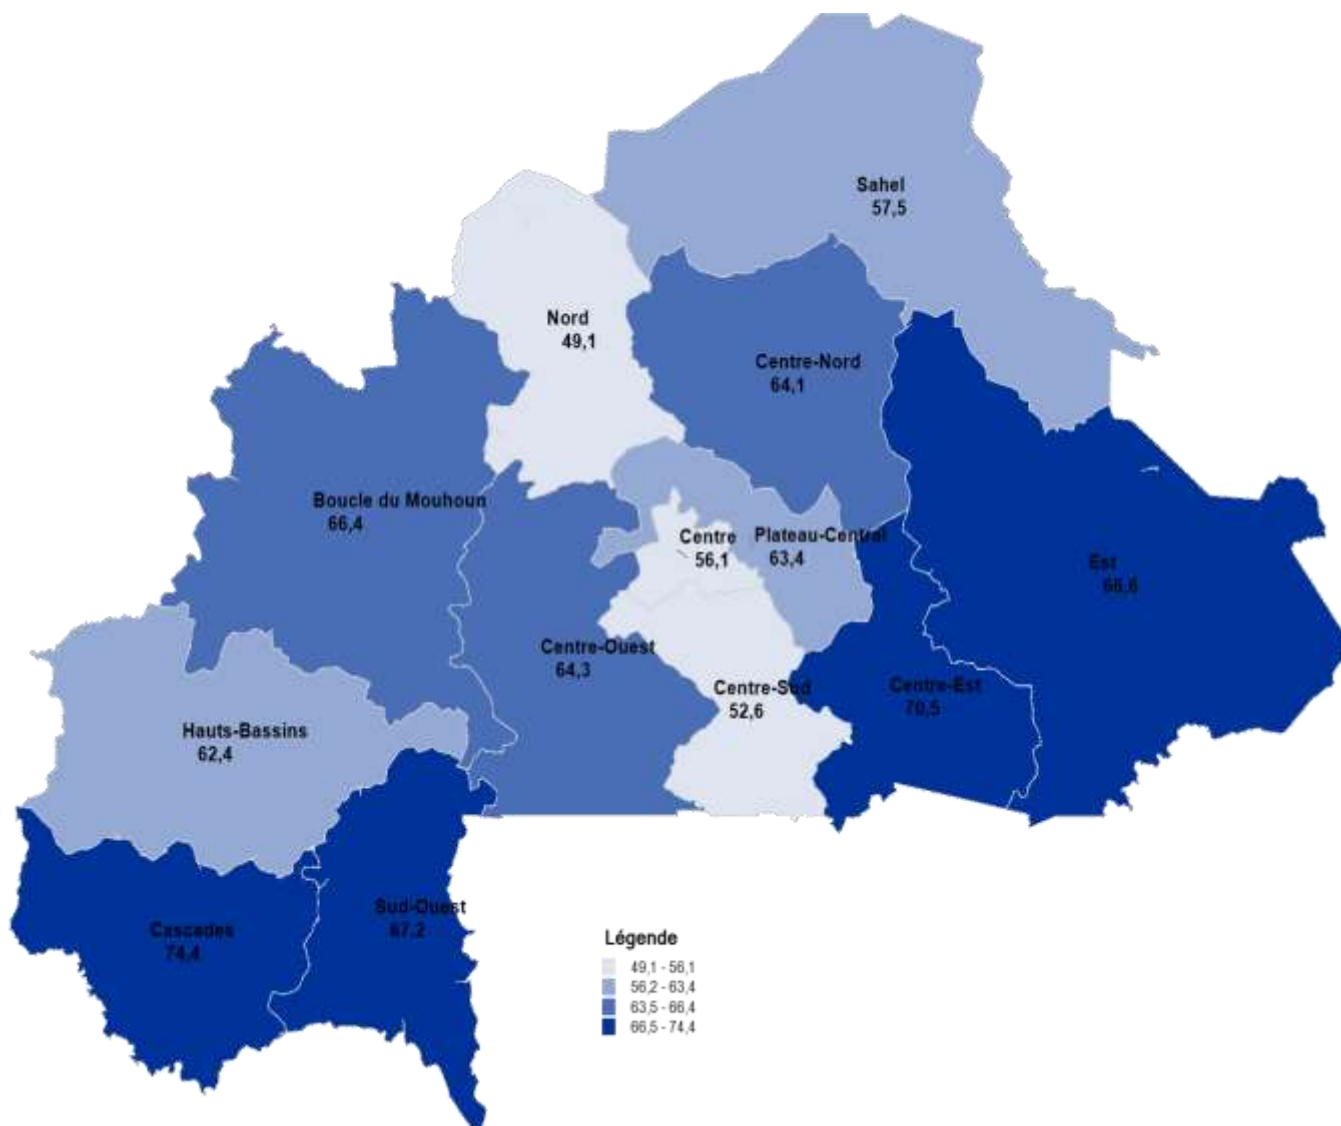 Sahel
57,5
Nord
49,1
Centre-Nord
64,1
Boucle du Mouhoun
66,4
Centre
56,1
Plateau-Central
63,4
Est
66,6
Centre-Ouest
64,3
Centre-Sud
52,6
Centre-Est
70,5
Hauts-Bassins
62,4
Sud-Ouest
67,2
Cascades
74,4
Légende
49,1 - 56,1
56,2 - 63,4
63,5 - 66,4
66,5 - 74,4